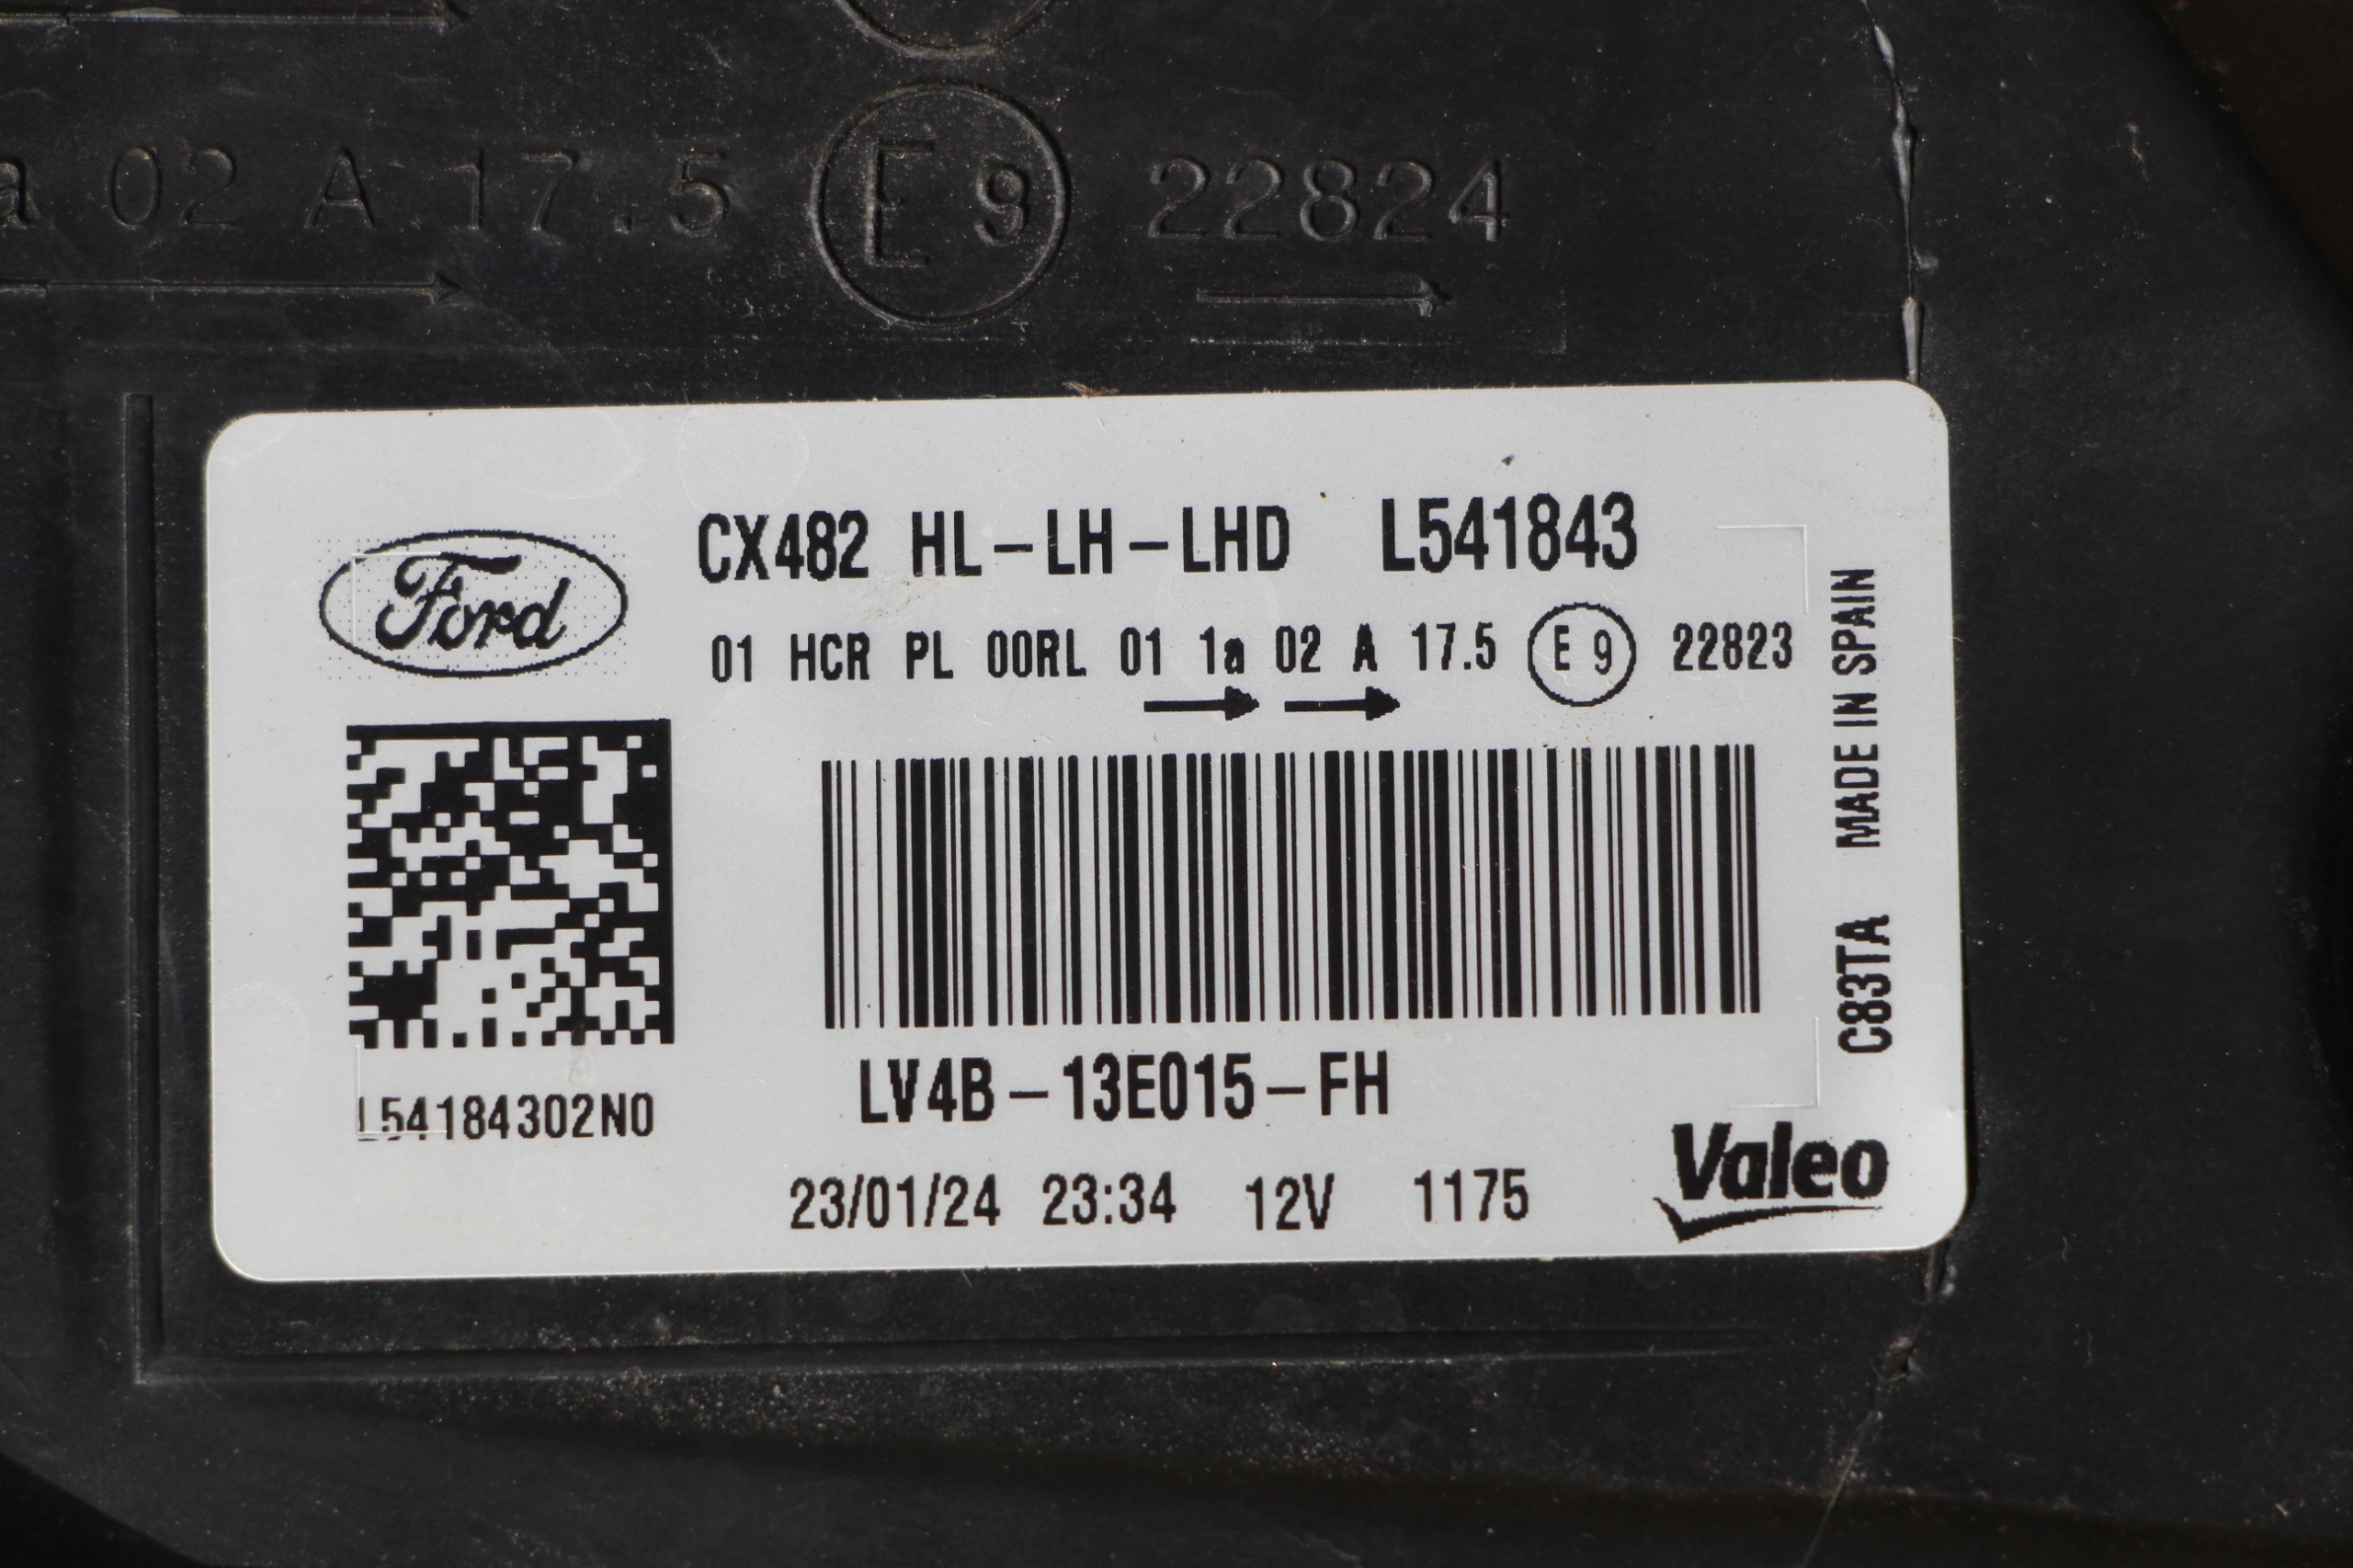 a 02 A 17.5 E 9 22824
Ford
CX482 HL-LH-LHD L541843
01 HCR PL 00RL 01 1a 02 A 17.5 E 9 22823
L54184302N0
LV4B-13E015-FH
23/01/24 23:34 12V 1175
Valeo
C83TA MADE IN SPAIN